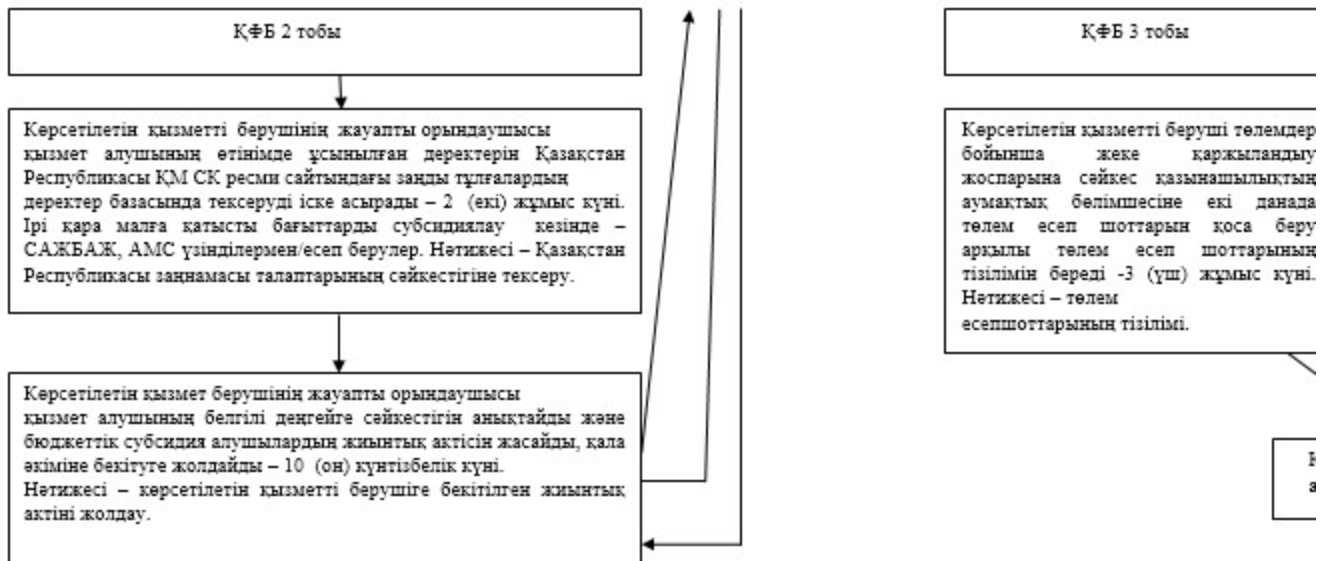 ҚФБ 2 тобы
Көрсетілетін қызметті берушінің жауапты орындаушысы
қызмет алушының өтінімде ұсынылған деректерін Қазақстан
Республикасы ҚМ СК ресми сайтындағы заңды тұлғалардың
деректер базасында тексеруді іске асырады – 2 (екі) жұмыс күні.
Ірі қара малға қатысты бағыттарды субсидиялау кезінде –
САЖБАЖ, АМС үзінділермен/есеп берулер. Нәтижесі – Қазақстан
Республикасы заңнамасы талаптарының сәйкестігіне тексеру.
Көрсетілетін қызмет берушінің жауапты орындаушысы
қызмет алушының белгілі деңгейге сәйкестігін анықтайды және
бюджеттік субсидия алушылардың жиынтық актісін жасайды, қала
әкіміне бекітуге жолдайды – 10 (он) күнтізбелік күні.
Нәтижесі – көрсетілетін қызметті берушіге бекітілген жиынтық
актіні жолдау.
ҚФБ 3 тобы
Көрсетілетін қызметті беруші төлемдер
бойынша жеке қаржыландыу
жоспарына сәйкес қазынашылықтың
аумақтық бөлімшесіне екі данада
төлем есеп шоттарын қоса беру
арқылы төлем есеп шоттарының
тізілімін береді -3 (үш) жұмыс күні.
Нәтижесі – төлем
есепшоттарының тізілімі.